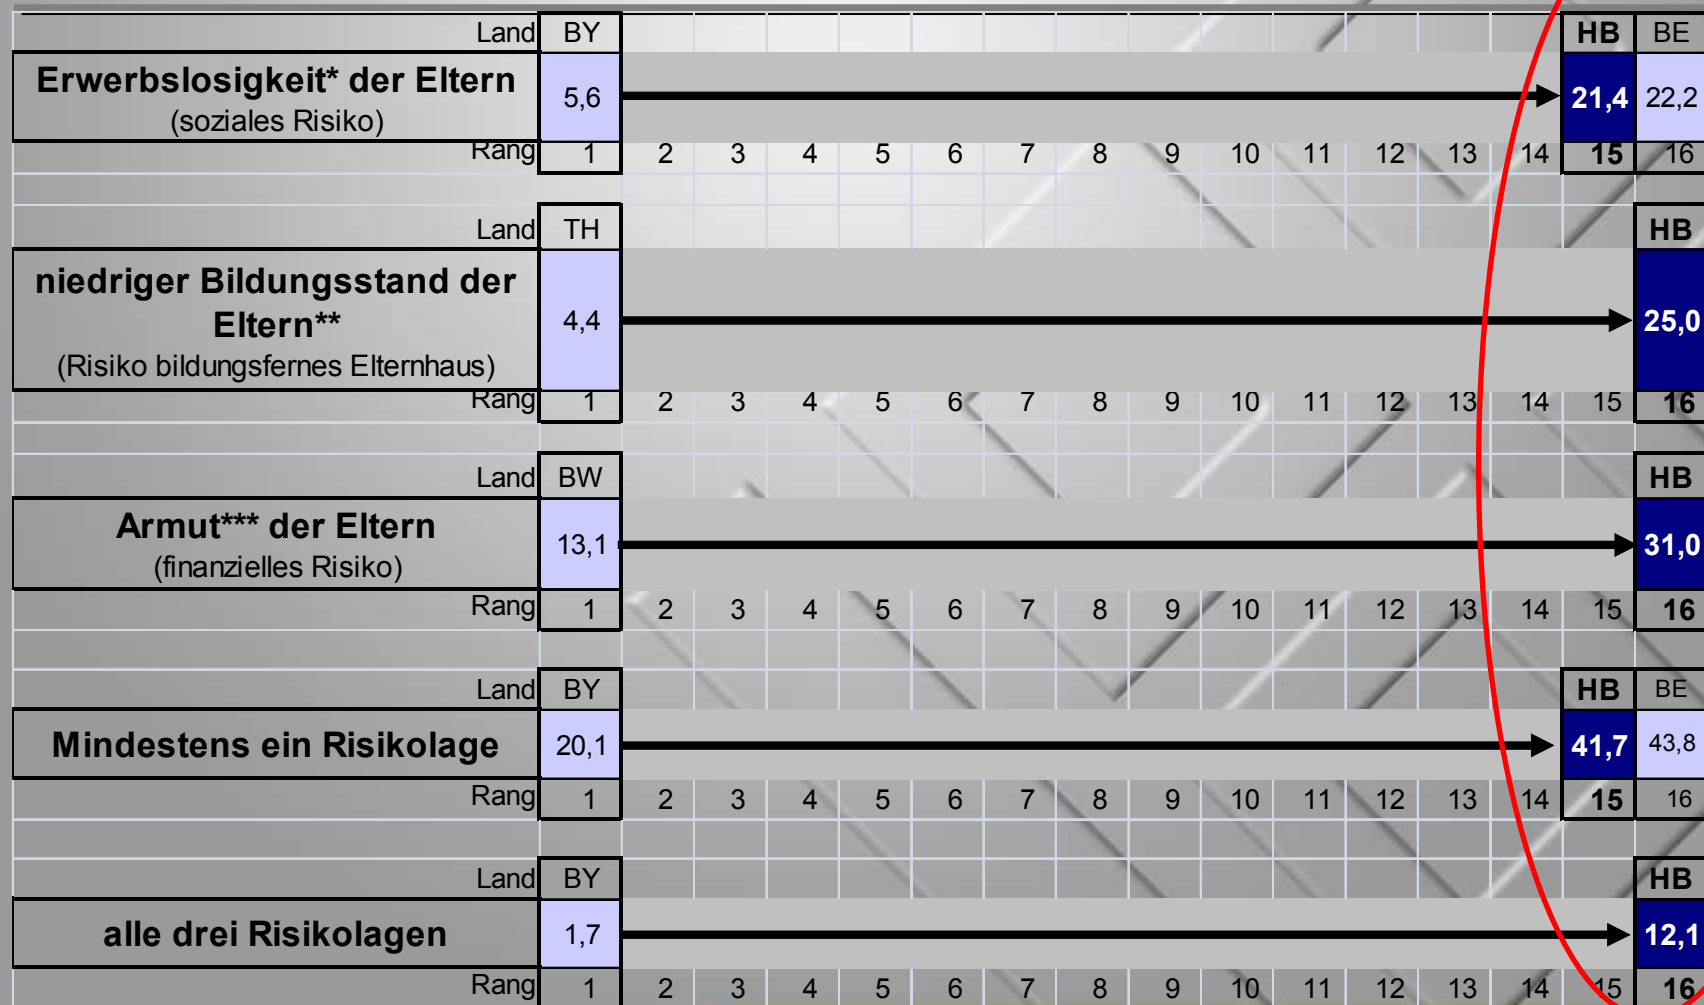 Land BY HB BE
Erwerbslosigkeit* der Eltern
(soziales Risiko)
5,6 21,4 22,2
Rang 1 2 3 4 5 6 7 8 9 10 11 12 13 14 15 16
Land TH HB
niedriger Bildungsstand der
Eltern**
(Risiko bildungsfernes Elternhaus)
4,4 25,0
Rang 1 2 3 4 5 6 7 8 9 10 11 12 13 14 15 16
Land BW HB
Armut*** der Eltern
(finanzielles Risiko)
13,1 31,0
Rang 1 2 3 4 5 6 7 8 9 10 11 12 13 14 15 16
Land BY HB BE
Mindestens ein Risikolage 20,1 41,7 43,8
Rang 1 2 3 4 5 6 7 8 9 10 11 12 13 14 15 16
Land BY HB
alle drei Risikolagen 1,7 12,1
Rang 1 2 3 4 5 6 7 8 9 10 11 12 13 14 15 16